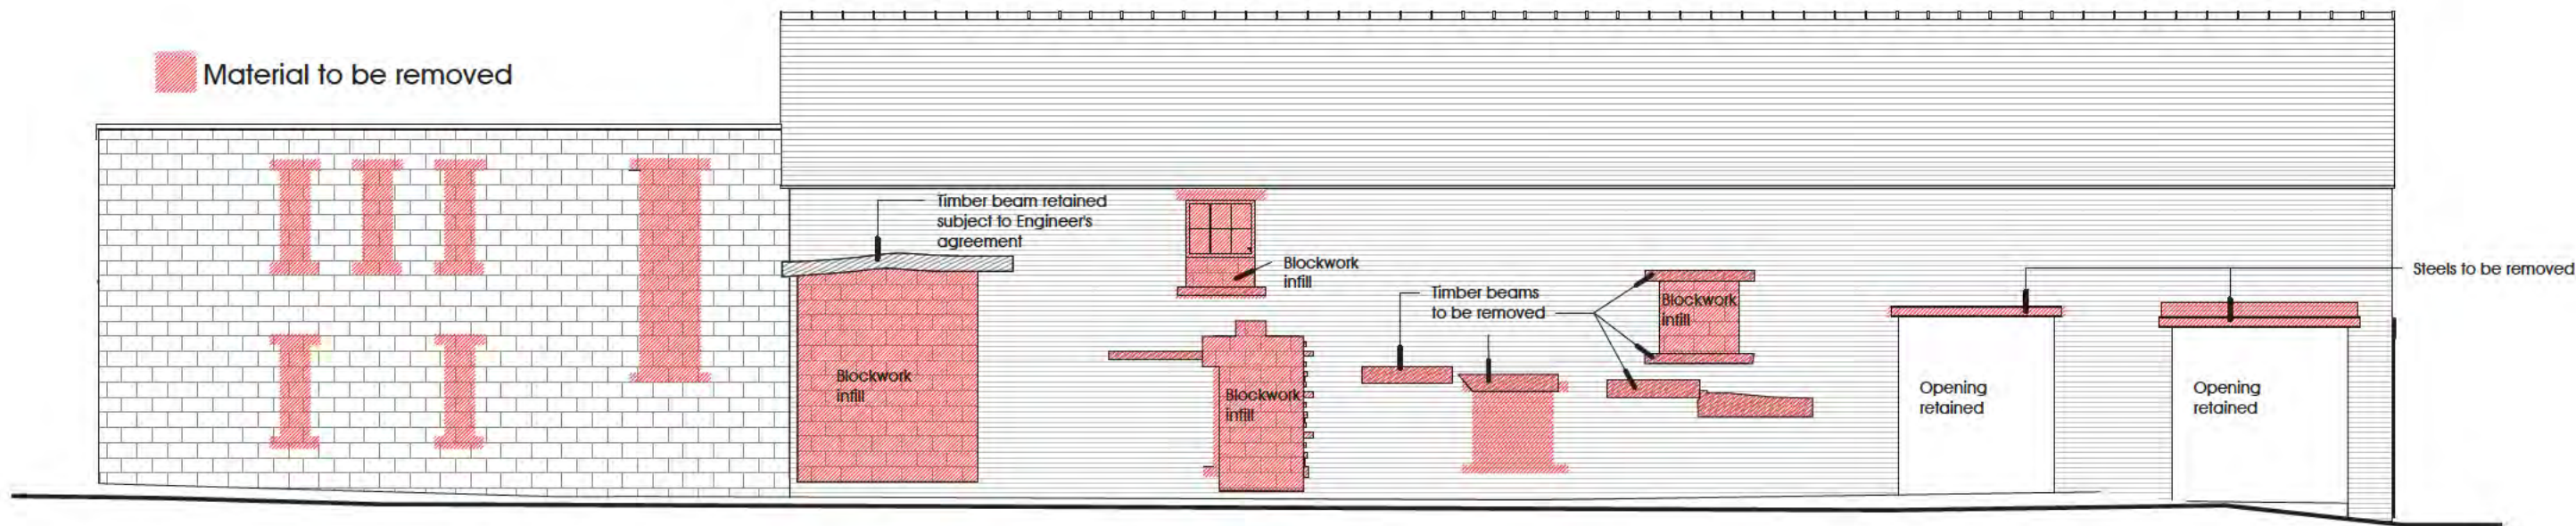 Material to be removed
Timber beam retained
subject to Engineer's
agreement
Blockwork
infill
Blockwork
infill
Blockwork
infill
Timber beams
to be removed
Blockwork
infill
Opening
retained
Opening
retained
Steels to be removed